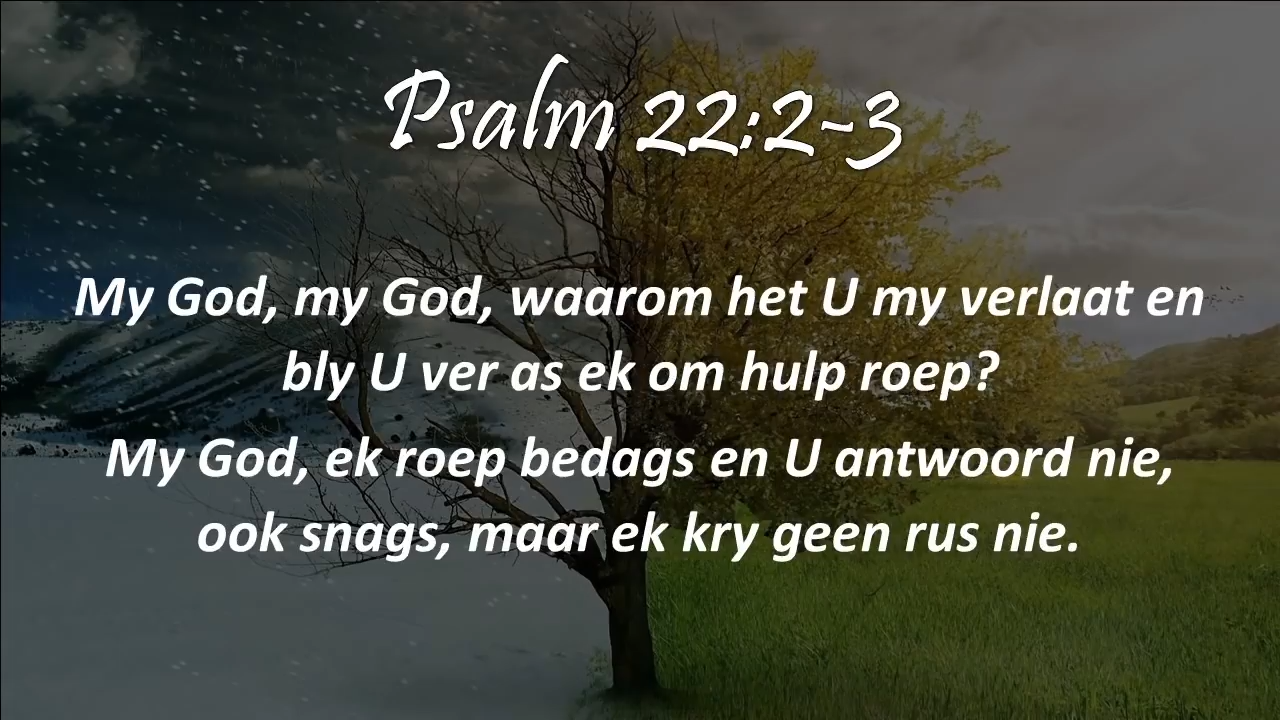 Psalm 22:2-3
My God, my God, waarom het U my verlaat en
bly U ver as ek om hulp roep?
My God, ek roep bedags en U antwoord nie,
ook snags, maar ek kry geen rus nie.